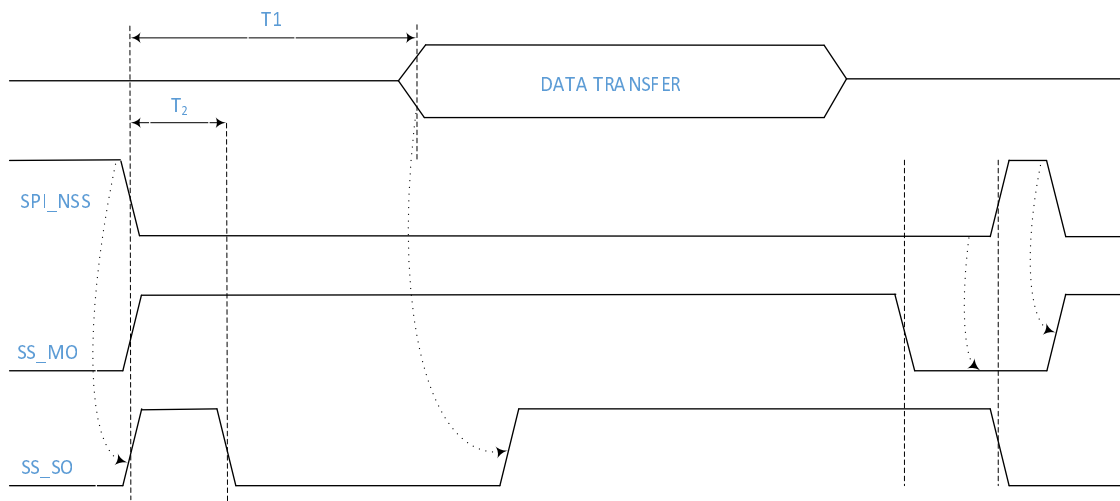 T1
DATA TRANSFER
T2
SPI_NSS
SS_MO
SS_SO